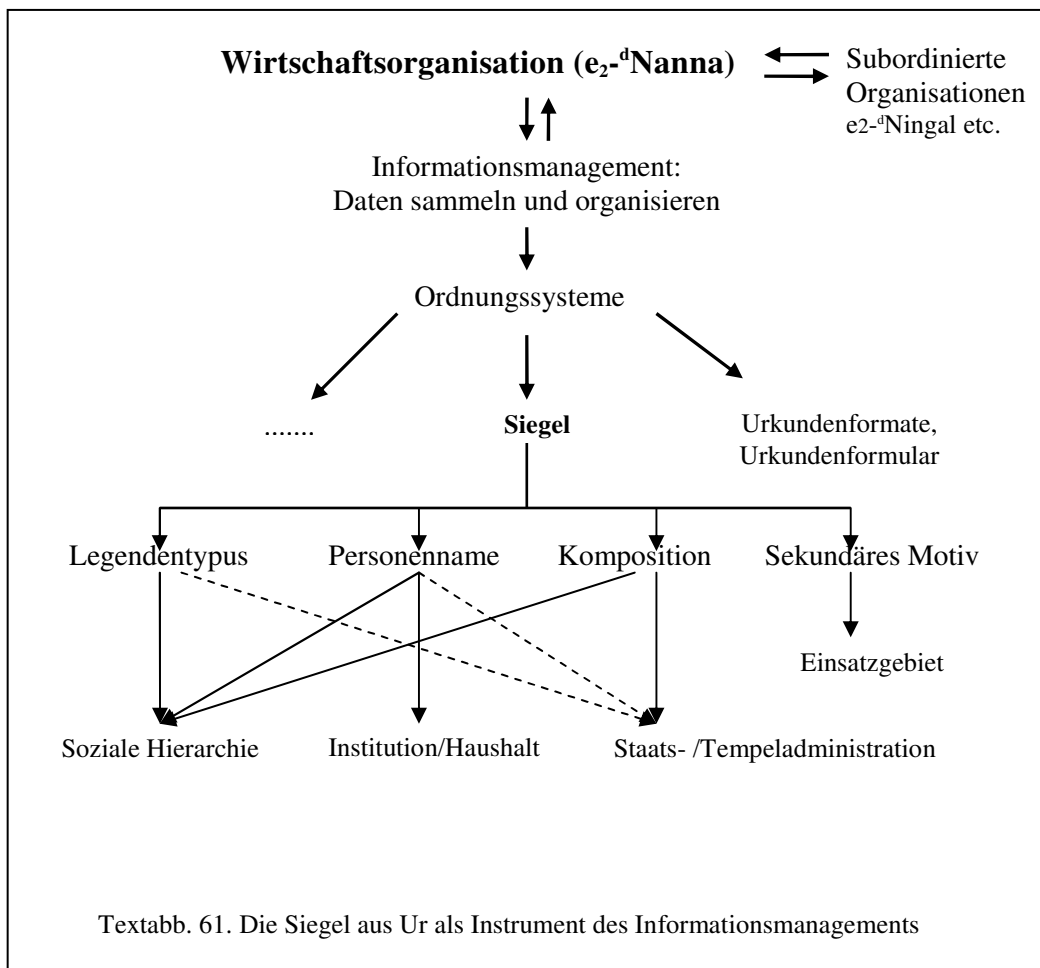 Wirtschaftsorganisation (e₂-ᵈNanna)
Subordinierte
Organisationen
e2-ᵈNingal etc.
Informationsmanagement:
Daten sammeln und organisieren
Ordnungssysteme
.......
Siegel
Urkundenformate,
Urkundenformular
Legendentypus
Personenname
Komposition
Sekundäres Motiv
Einsatzgebiet
Soziale Hierarchie
Institution/Haushalt
Staats- /Tempeladministration
Textabb. 61. Die Siegel aus Ur als Instrument des Informationsmanagements